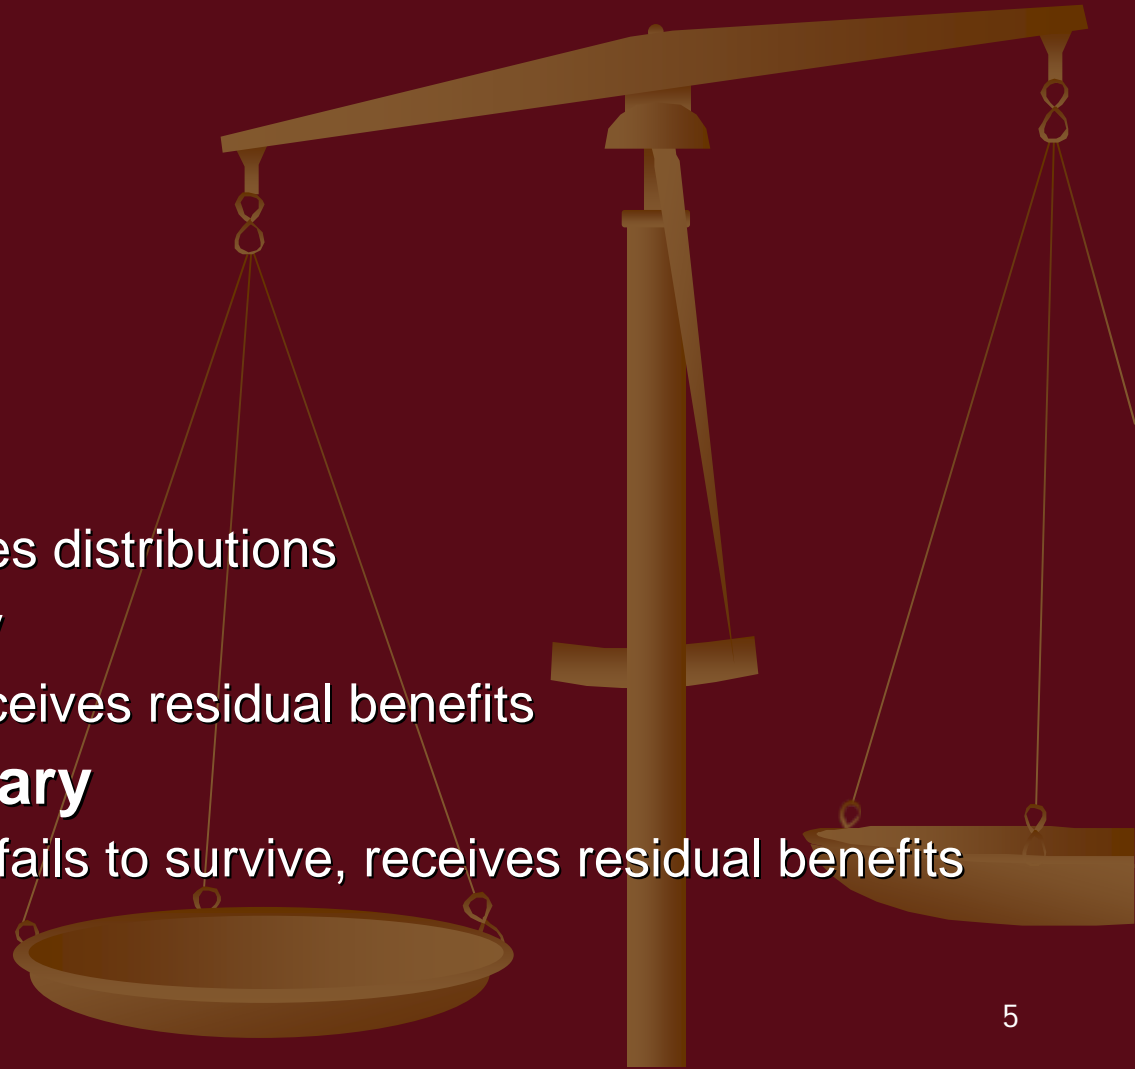 es distributions
y
ceives residual benefits
ary
fails to survive, receives residual benefits
5